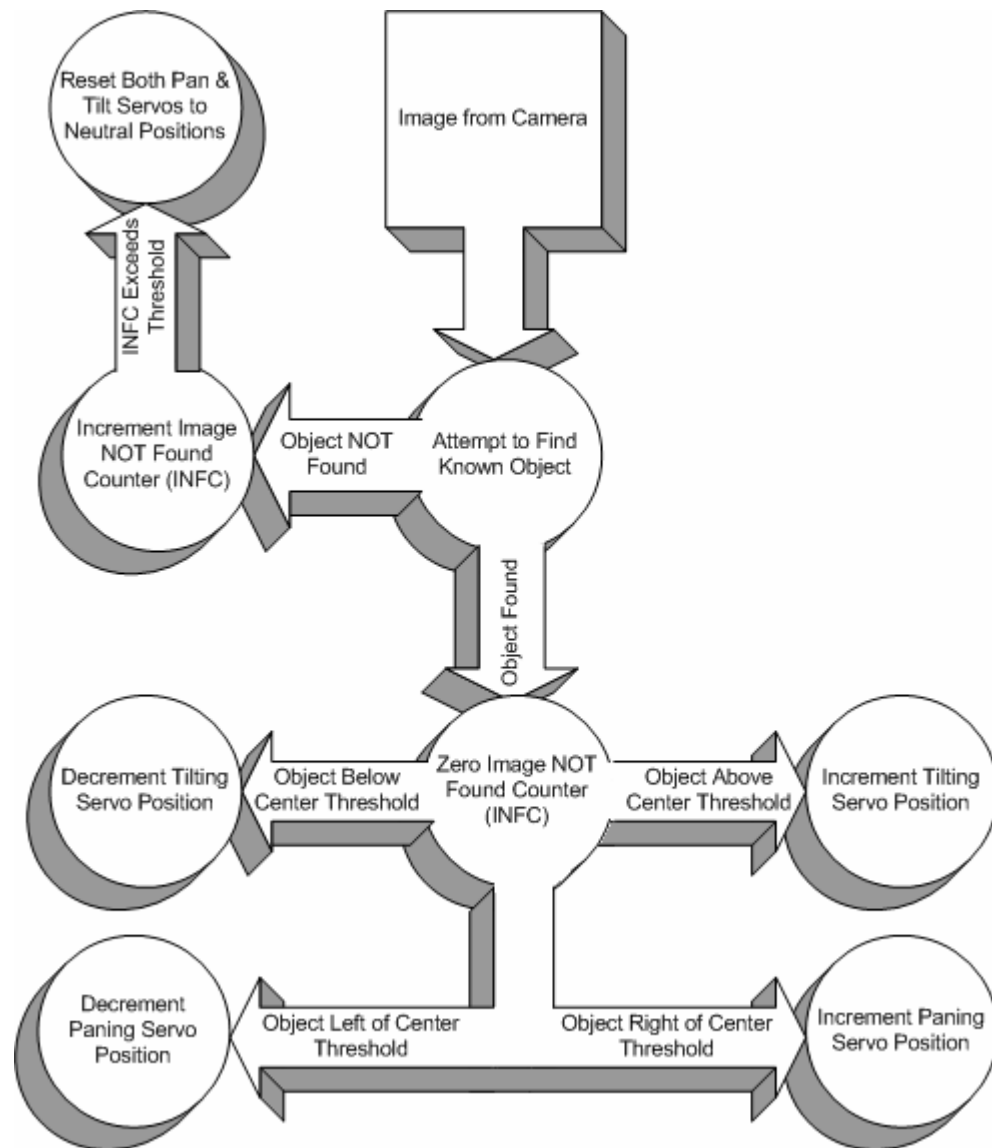 Reset Both Pan &
Tilt Servos to
Neutral Positions
Image from Camera
INFC Exceeds
Threshold
Increment Image
NOT Found
Counter (INFC)
Object NOT
Found
Attempt to Find
Known Object
Object Found
Decrement Tilting
Servo Position
Object Below
Center Threshold
Zero Image NOT
Found Counter
(INFC)
Object Above
Center Threshold
Increment Tilting
Servo Position
Decrement
Paning Servo
Position
Object Left of Center
Threshold
Object Right of Center
Threshold
Increment Paning
Servo Position